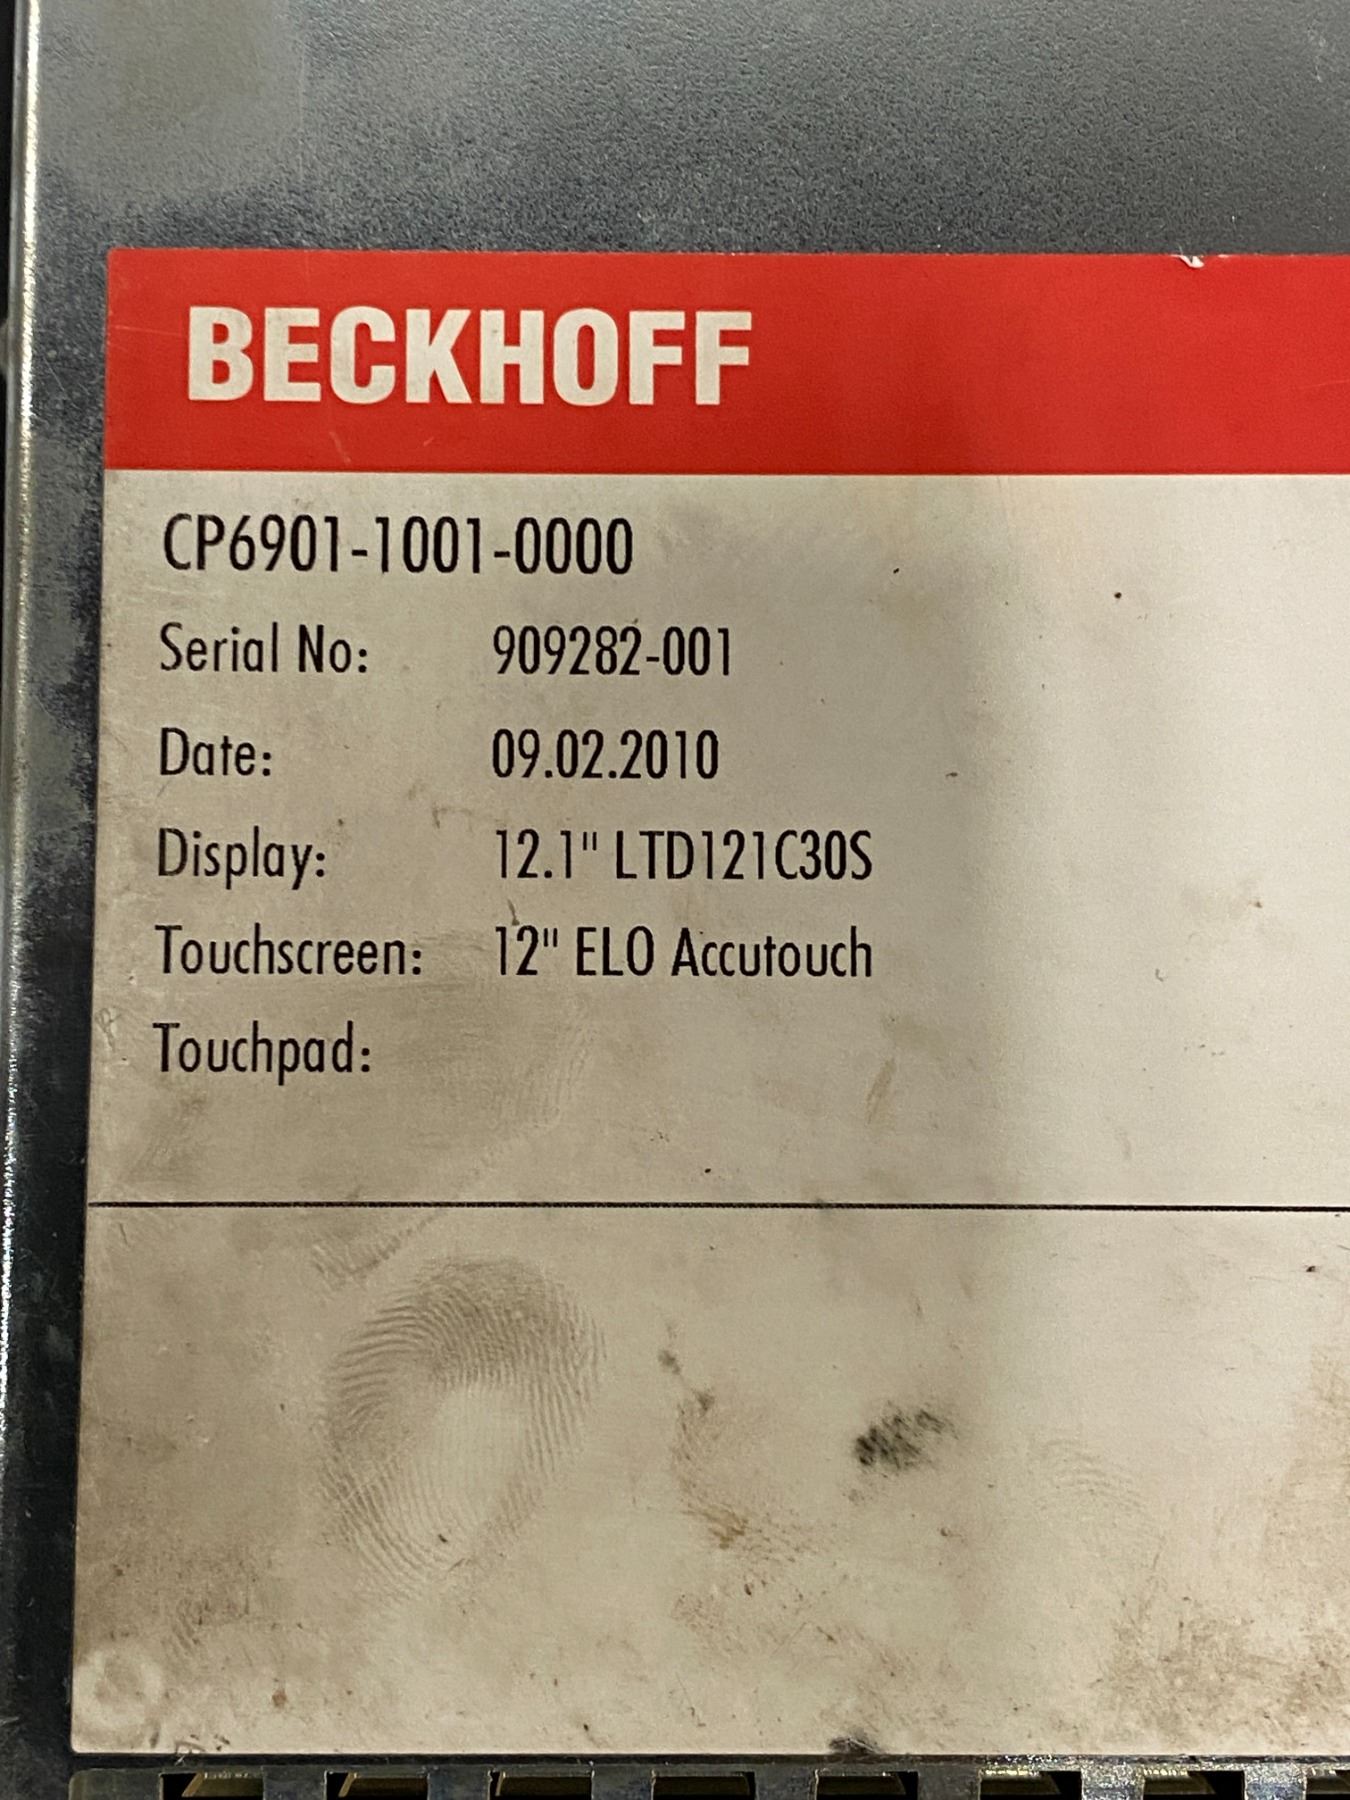 BECKHOFF
CP6901-1001-0000
Serial No: 909282-001
Date: 09.02.2010
Display: 12.1" LTD121C30S
Touchscreen: 12" ELO Accutouch
Touchpad: